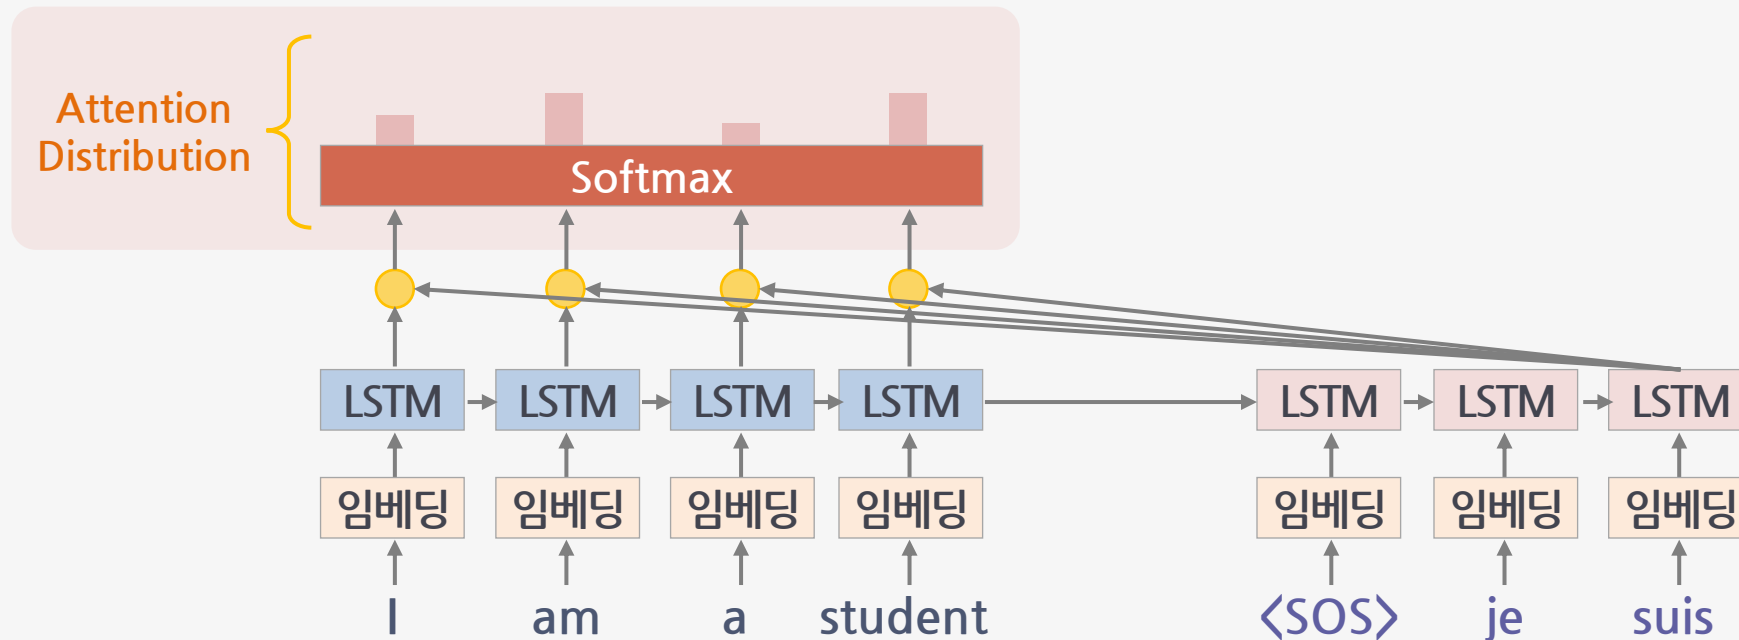 Attention
Distribution
Softmax
LSTM LSTM LSTM LSTM LSTM LSTM LSTM
임베딩 임베딩 임베딩 임베딩 임베딩 임베딩 임베딩
I am a student <SOS> je suis